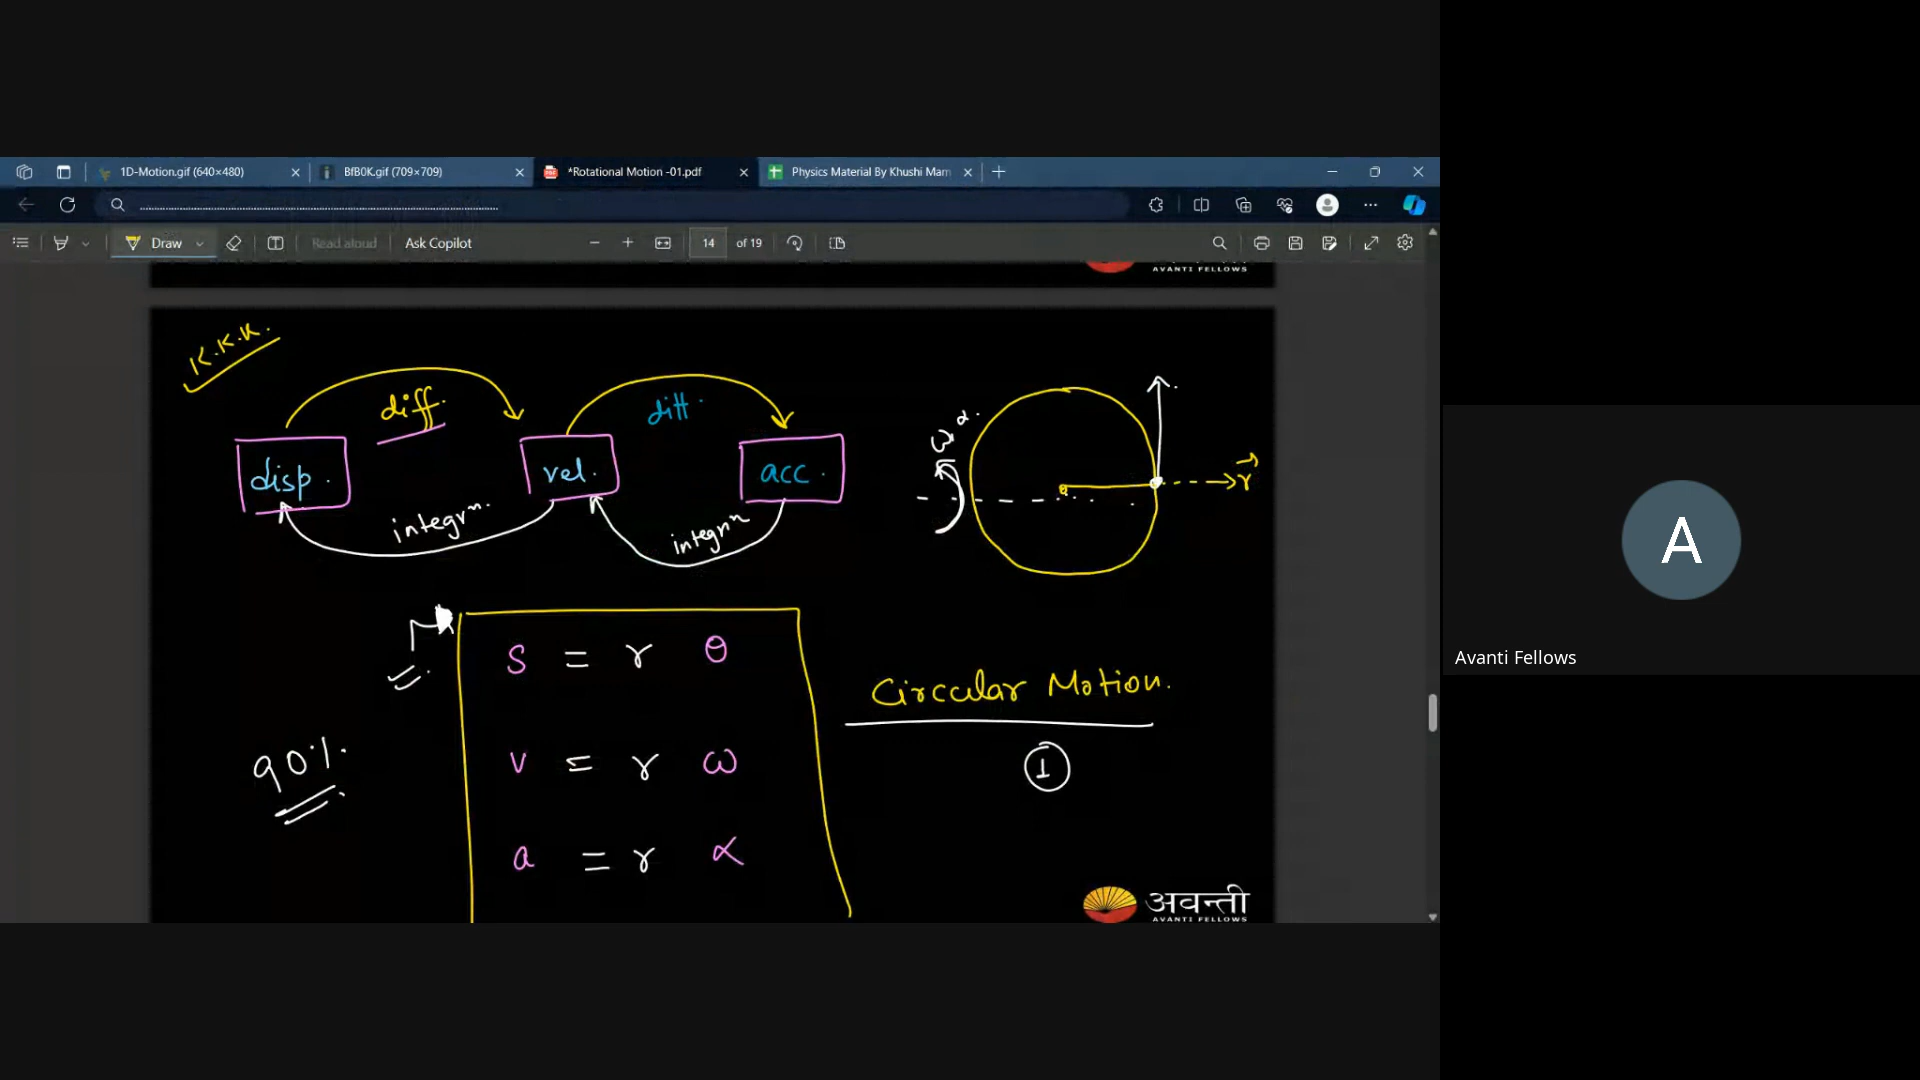 1D-Motion.gif (640×480)
BfB0K.gif (709×709)
*Rotational Motion -01.pdf
Physics Material By Khushi Mam
Draw
Read aloud
Ask Copilot
14 of 19
AVANTI FELLOWS
K.K.K.
diff.
diff.
disp.
vel.
acc.
integrⁿ.
integrⁿ
ω
α.
r⃗
s = r θ
v = r ω
a = r α
90%.
Circular Motion.
1
अवन्ती
AVANTI FELLOWS
A
Avanti Fellows